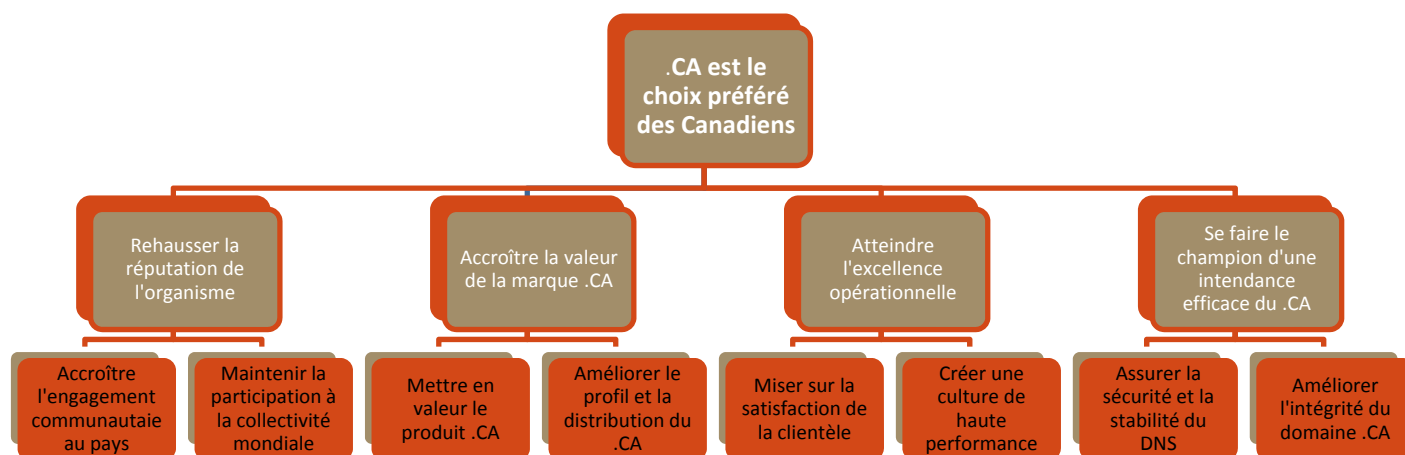 .CA est le
choix préféré
des Canadiens
Rehausser la
réputation de
l'organisme
Accroître la valeur
de la marque .CA
Atteindre
l'excellence
opérationnelle
Se faire le
champion d'une
intendance
efficace du .CA
Accroître
l'engagement
communautaie
au pays
Maintenir la
participation à
la collectivité
mondiale
Mettre en
valeur le
produit .CA
Améliorer le
profil et la
distribution du
.CA
Miser sur la
satisfaction de
la clientèle
Créer une
culture de
haute
performance
Assurer la
sécurité et la
stabilité du
DNS
Améliorer
l'intégrité du
domaine .CA